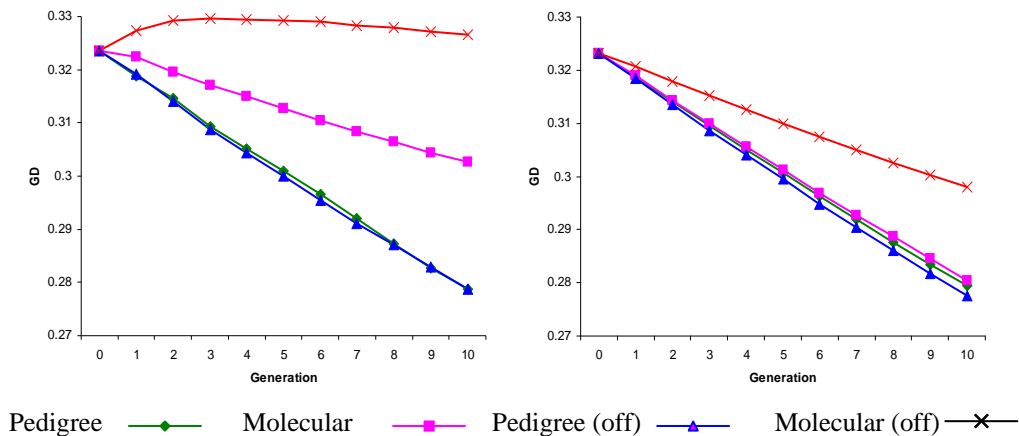 0.33
0.32
0.31
0.3
0.29
0.28
0.27
GD
0 1 2 3 4 5 6 7 8 9 10
Generation
0.33
0.32
0.31
0.3
0.29
0.28
0.27
GD
0 1 2 3 4 5 6 7 8 9 10
Generation
Pedigree Molecular Pedigree (off) Molecular (off)